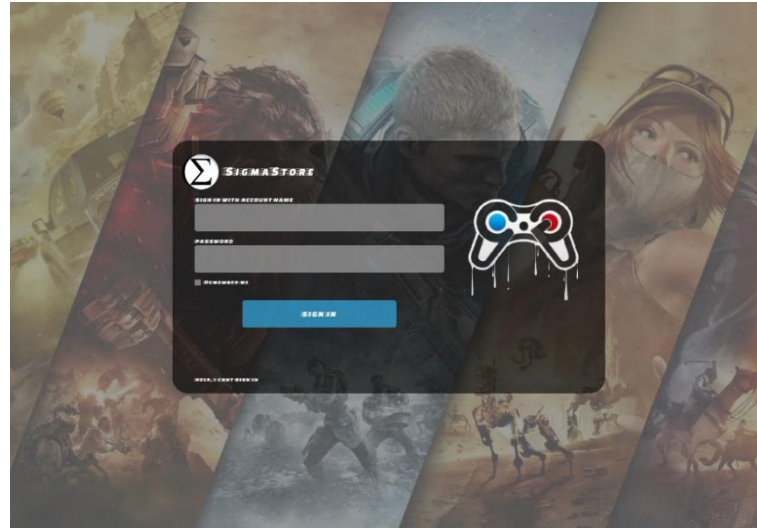 Σ
SIGMASTORE
SIGN IN WITH ACCOUNT NAME
PASSWORD
REMEMBER ME
SIGN IN
HELP, I CANT SIGN IN